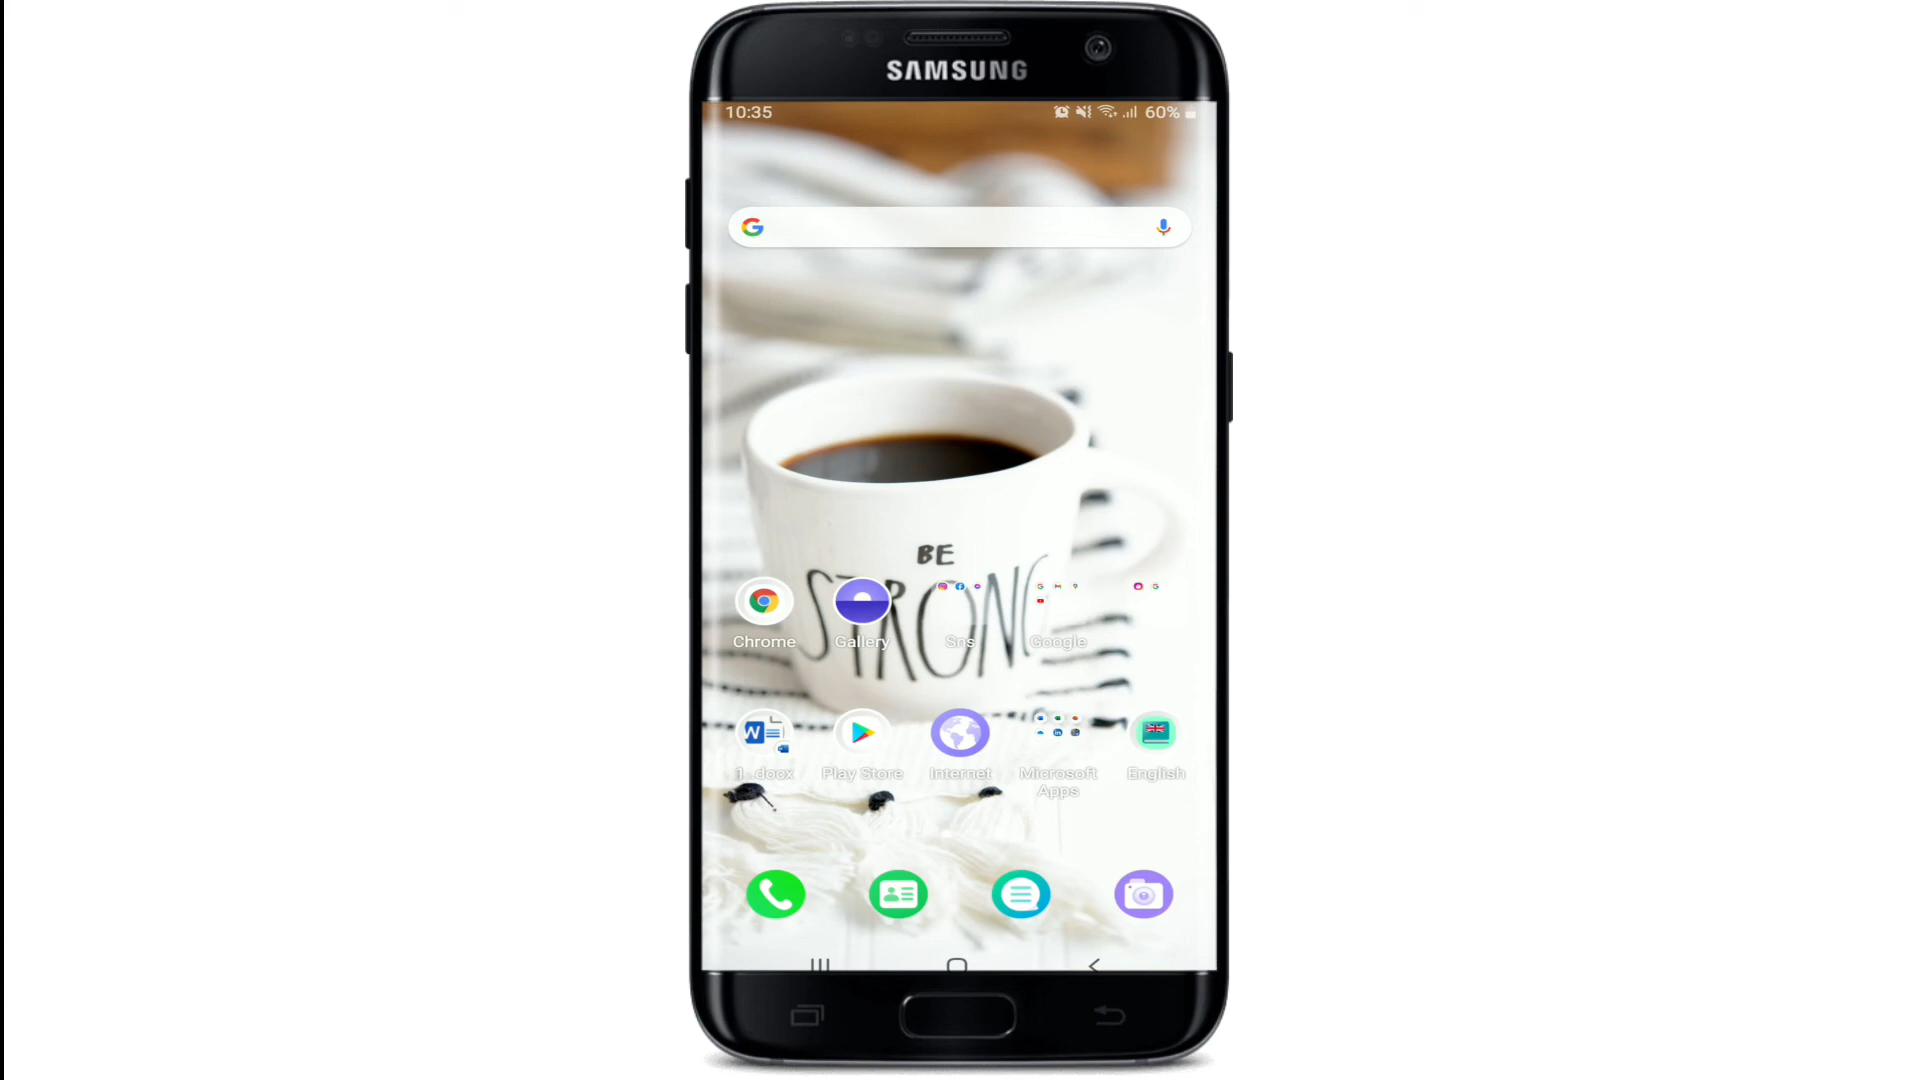 SAMSUNG
10:35
60%
BE
STRONG
Chrome
Gallery
Sns
Google
1 .docx
Play Store
Internet
Microsoft
Apps
English